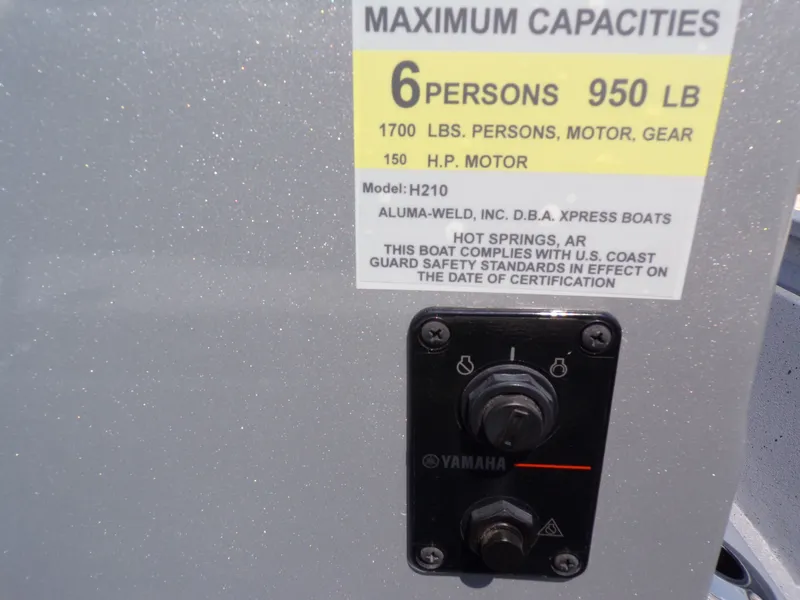 MAXIMUM CAPACITIES
6 PERSONS 950 LB
1700 LBS. PERSONS, MOTOR, GEAR
150 H.P. MOTOR
Model: H210
ALUMA-WELD, INC. D.B.A. XPRESS BOATS
HOT SPRINGS, AR
THIS BOAT COMPLIES WITH U.S. COAST
GUARD SAFETY STANDARDS IN EFFECT ON
THE DATE OF CERTIFICATION
YAMAHA